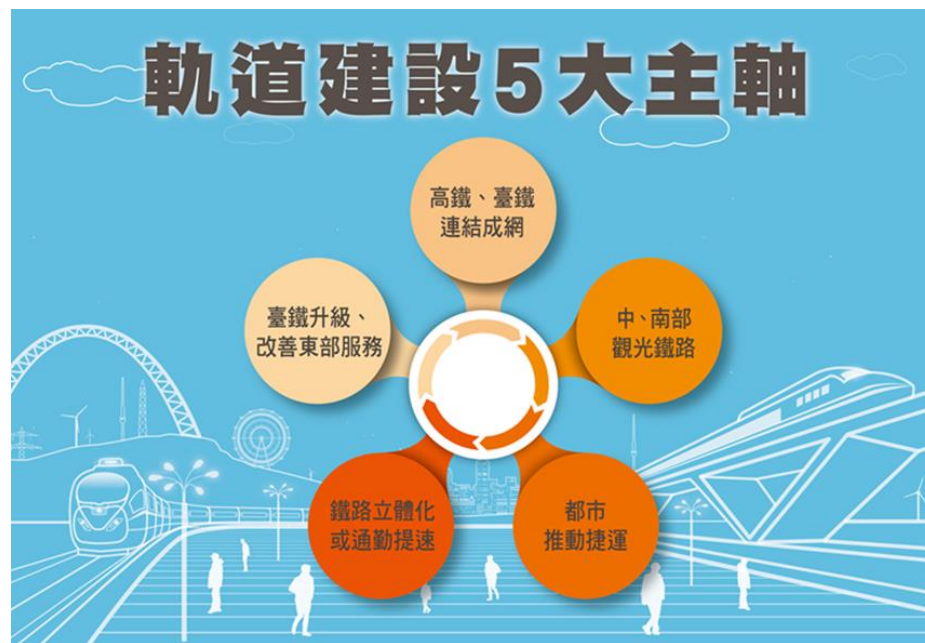 軌道建設5大主軸
高鐵、臺鐵
連結成網
臺鐵升級、
改善東部服務
中、南部
觀光鐵路
鐵路立體化
或通勤提速
都市
推動捷運